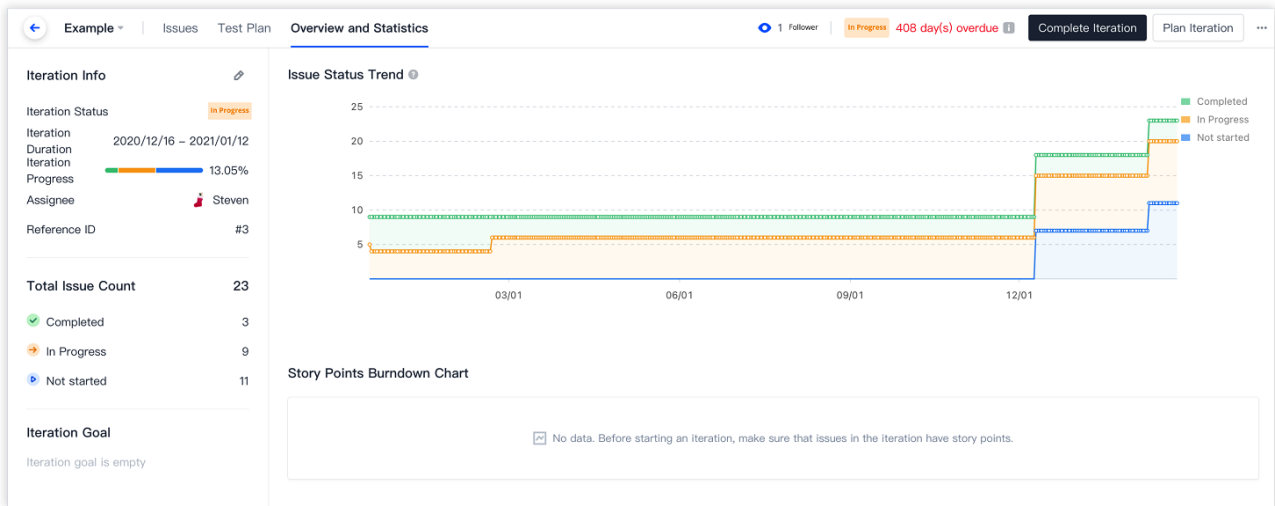 Example
Issues
Test Plan
Overview and Statistics
1 Follower
In Progress
408 day(s) overdue
Complete Iteration
Plan Iteration
Iteration Info
Iteration Status
In Progress
Iteration
Duration
2020/12/16 – 2021/01/12
Iteration
Progress
13.05%
Assignee
Steven
Reference ID
#3
Total Issue Count
23
Completed
3
In Progress
9
Not started
11
Iteration Goal
Iteration goal is empty
Issue Status Trend
25
20
15
10
5
03/01
06/01
09/01
12/01
Completed
In Progress
Not started
Story Points Burndown Chart
No data. Before starting an iteration, make sure that issues in the iteration have story points.